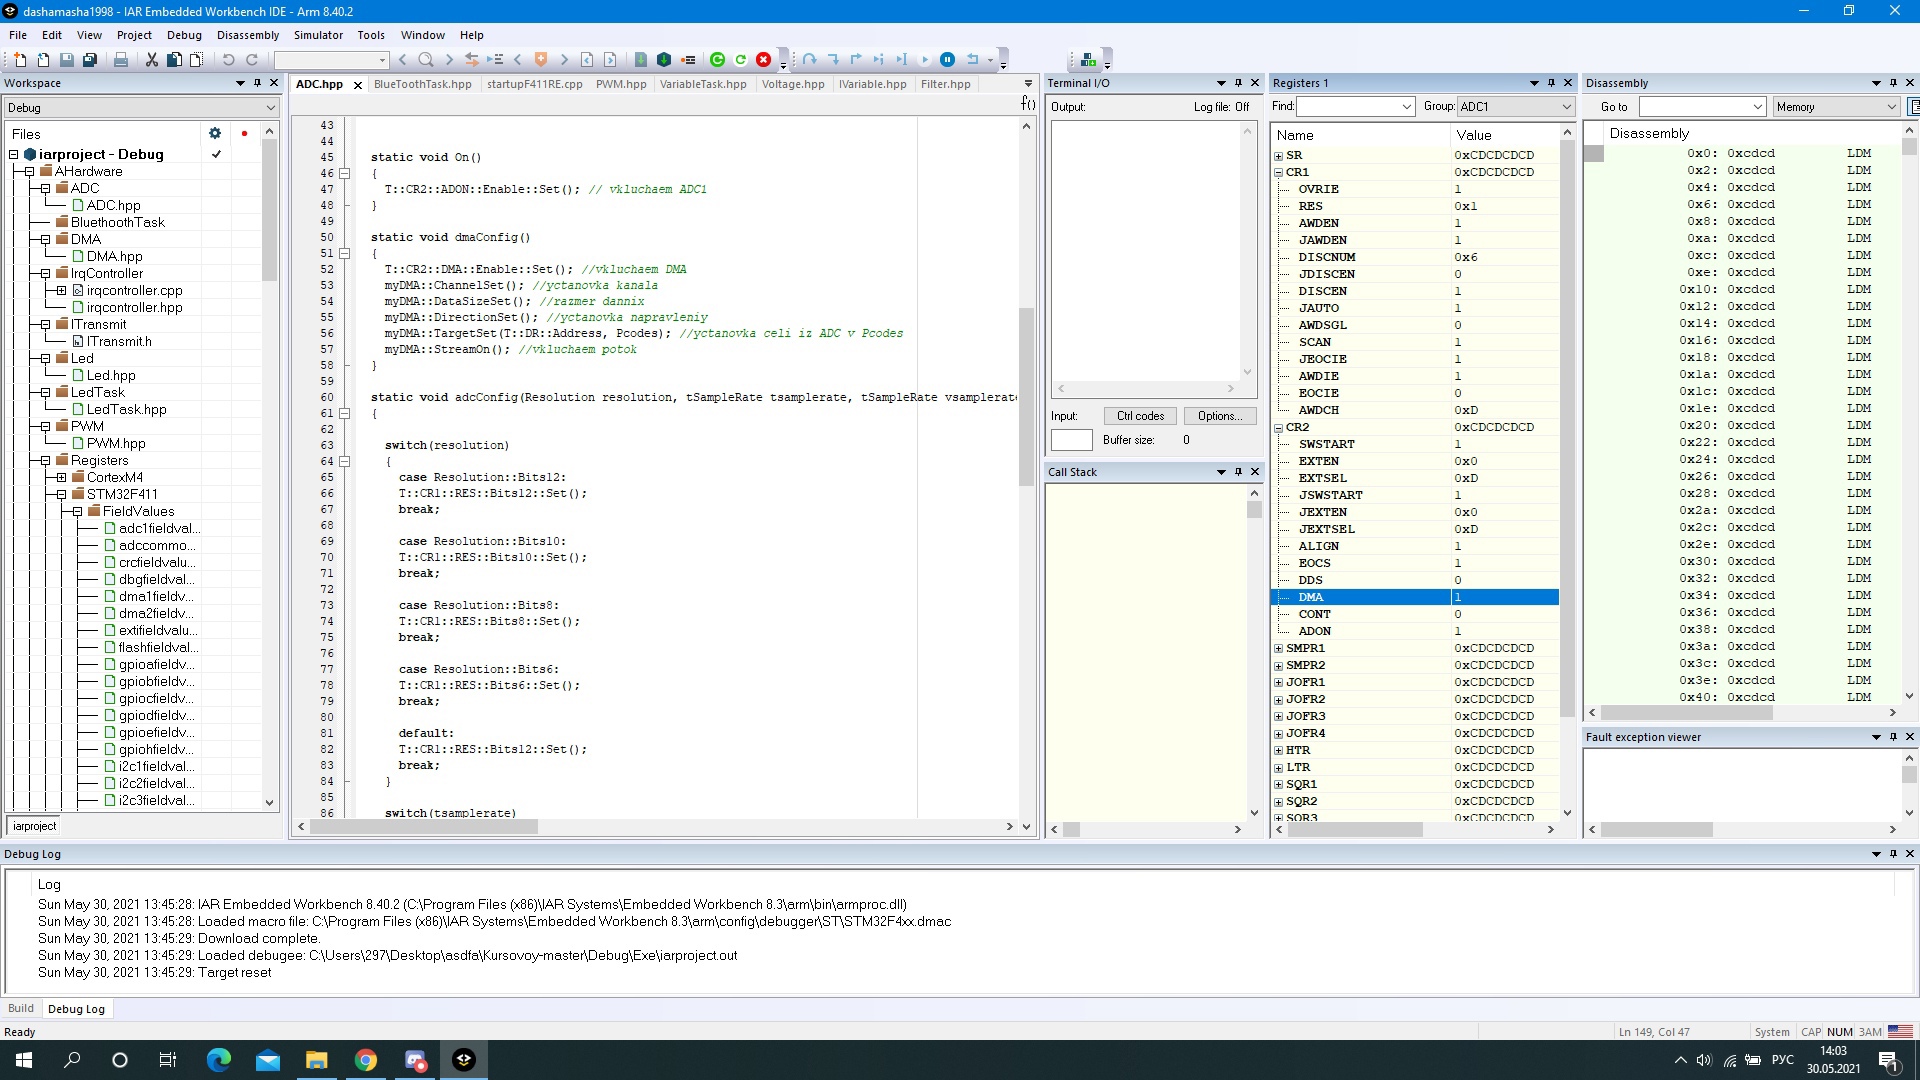 dashamasha1998 - IAR Embedded Workbench IDE - Arm 8.40.2
File Edit View Project Debug Disassembly Simulator Tools Window Help
Workspace
Debug
Files
iarproject - Debug
AHardware
ADC
ADC.hpp
BluethoothTask
DMA
DMA.hpp
IrqController
irqcontroller.cpp
irqcontroller.hpp
ITransmit
ITransmit.h
Led
Led.hpp
LedTask
LedTask.hpp
PWM
PWM.hpp
Registers
CortexM4
STM32F411
FieldValues
adc1fieldval...
adccommo...
crcfieldvalu...
dbgfieldval...
dma1fieldv...
dma2fieldv...
extifieldvalu...
flashfieldval...
gpioafieldv...
gpiobfieldv...
gpiocfieldv...
gpiodfieldv...
gpioefieldv...
gpiohfieldv...
i2c1fieldval...
i2c2fieldval...
i2c3fieldval...
iarproject
ADC.hpp BlueToothTask.hpp startupF411RE.cpp PWM.hpp VariableTask.hpp Voltage.hpp IVariable.hpp Filter.hpp
f()
43
44
45 static void On()
46 {
47 T::CR2::ADON::Enable::Set(); // vkluchaem ADC1
48 }
49
50 static void dmaConfig()
51 {
52 T::CR2::DMA::Enable::Set(); //vkluchaem DMA
53 myDMA::ChannelSet(); //yctanovka kanala
54 myDMA::DataSizeSet(); //razmer dannix
55 myDMA::DirectionSet(); //yctanovka napravleniy
56 myDMA::TargetSet(T::DR::Address, Pcodes); //yctanovka celi iz ADC v Pcodes
57 myDMA::StreamOn(); //vkluchaem potok
58 }
59
60 static void adcConfig(Resolution resolution, tSampleRate tsamplerate, tSampleRate vsamplerate
61 {
62
63 switch(resolution)
64 {
65 case Resolution::Bits12:
66 T::CR1::RES::Bits12::Set();
67 break;
68
69 case Resolution::Bits10:
70 T::CR1::RES::Bits10::Set();
71 break;
72
73 case Resolution::Bits8:
74 T::CR1::RES::Bits8::Set();
75 break;
76
77 case Resolution::Bits6:
78 T::CR1::RES::Bits6::Set();
79 break;
80
81 default:
82 T::CR1::RES::Bits12::Set();
83 break;
84 }
85
86 switch(tsamplerate)
Terminal I/O
Output: Log file: Off
Input: Ctrl codes Options...
Buffer size: 0
Call Stack
Registers 1
Find: Group: ADC1
Name Value
SR 0xCDCDCDCD
CR1 0xCDCDCDCD
OVRIE 1
RES 0x1
AWDEN 1
JAWDEN 1
DISCNUM 0x6
JDISCEN 0
DISCEN 1
JAUTO 1
AWDSGL 0
SCAN 1
JEOCIE 1
AWDIE 1
EOCIE 0
AWDCH 0xD
CR2 0xCDCDCDCD
SWSTART 1
EXTEN 0x0
EXTSEL 0xD
JSWSTART 1
JEXTEN 0x0
JEXTSEL 0xD
ALIGN 1
EOCS 1
DDS 0
DMA 1
CONT 0
ADON 1
SMPR1 0xCDCDCDCD
SMPR2 0xCDCDCDCD
JOFR1 0xCDCDCDCD
JOFR2 0xCDCDCDCD
JOFR3 0xCDCDCDCD
JOFR4 0xCDCDCDCD
HTR 0xCDCDCDCD
LTR 0xCDCDCDCD
SQR1 0xCDCDCDCD
SQR2 0xCDCDCDCD
SQR3 0xCDCDCDCD
Disassembly
Go to Memory
Disassembly
0x0: 0xcdcd LDM
0x2: 0xcdcd LDM
0x4: 0xcdcd LDM
0x6: 0xcdcd LDM
0x8: 0xcdcd LDM
0xa: 0xcdcd LDM
0xc: 0xcdcd LDM
0xe: 0xcdcd LDM
0x10: 0xcdcd LDM
0x12: 0xcdcd LDM
0x14: 0xcdcd LDM
0x16: 0xcdcd LDM
0x18: 0xcdcd LDM
0x1a: 0xcdcd LDM
0x1c: 0xcdcd LDM
0x1e: 0xcdcd LDM
0x20: 0xcdcd LDM
0x22: 0xcdcd LDM
0x24: 0xcdcd LDM
0x26: 0xcdcd LDM
0x28: 0xcdcd LDM
0x2a: 0xcdcd LDM
0x2c: 0xcdcd LDM
0x2e: 0xcdcd LDM
0x30: 0xcdcd LDM
0x32: 0xcdcd LDM
0x34: 0xcdcd LDM
0x36: 0xcdcd LDM
0x38: 0xcdcd LDM
0x3a: 0xcdcd LDM
0x3c: 0xcdcd LDM
0x3e: 0xcdcd LDM
0x40: 0xcdcd LDM
Fault exception viewer
Debug Log
Log
Sun May 30, 2021 13:45:28: IAR Embedded Workbench 8.40.2 (C:\Program Files (x86)\IAR Systems\Embedded Workbench 8.3\arm\bin\armproc.dll)
Sun May 30, 2021 13:45:28: Loaded macro file: C:\Program Files (x86)\IAR Systems\Embedded Workbench 8.3\arm\config\debugger\ST\STM32F4xx.dmac
Sun May 30, 2021 13:45:29: Download complete.
Sun May 30, 2021 13:45:29: Loaded debugee: C:\Users\297\Desktop\asdfa\Kursovoy-master\Debug\Exe\iarproject.out
Sun May 30, 2021 13:45:29: Target reset
Build Debug Log
Ready Ln 149, Col 47 System CAP NUM ЗАМ
РУС 14:03
30.05.2021
1